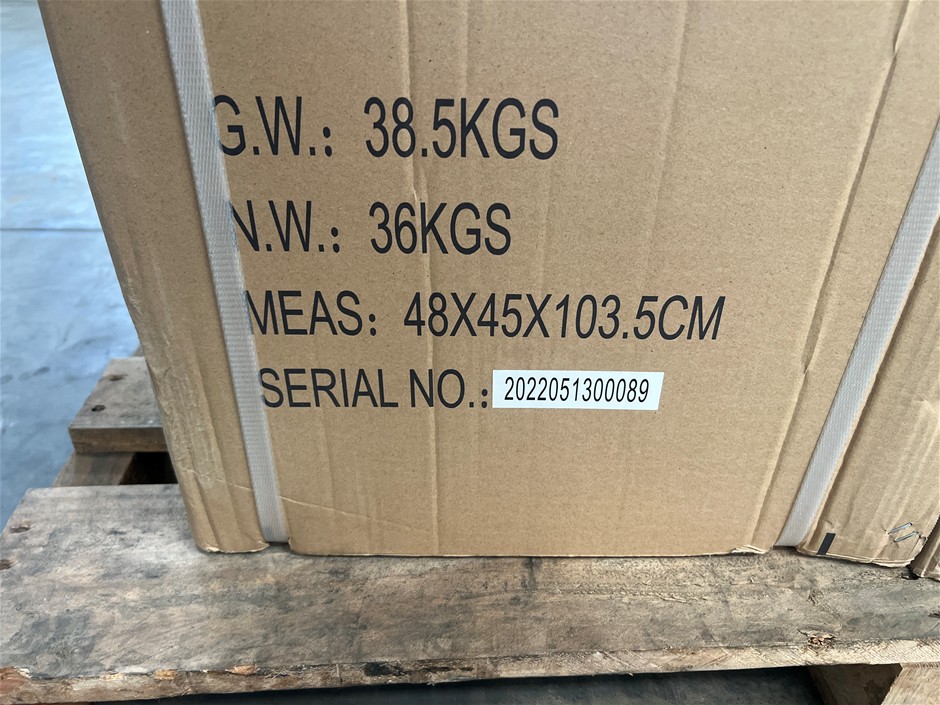 G.W.: 38.5KGS
N.W.: 36KGS
MEAS: 48X45X103.5CM
SERIAL NO.: 2022051300089